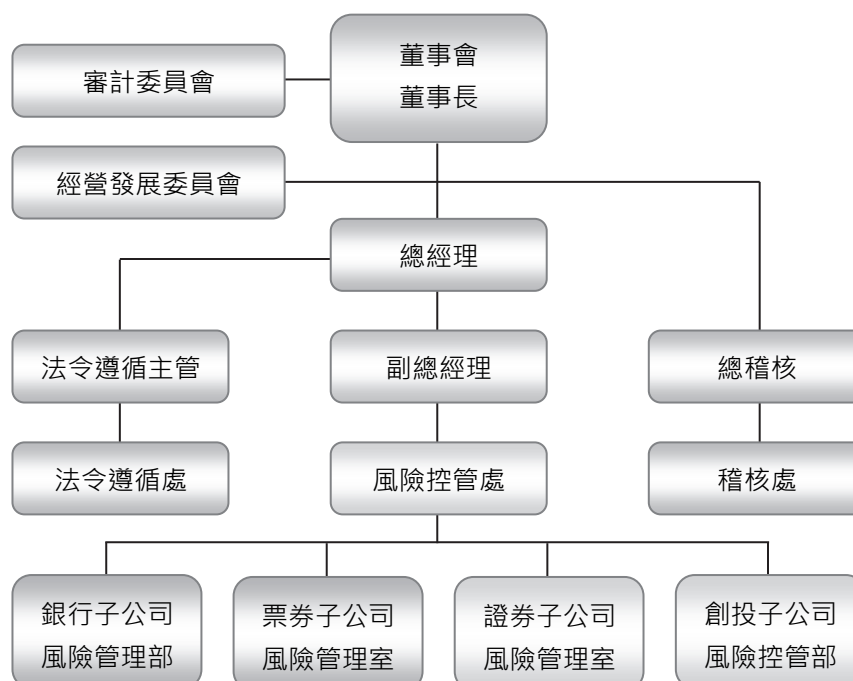 董事會
董事長
審計委員會
經營發展委員會
總經理
法令遵循主管
副總經理
總稽核
法令遵循處
風險控管處
稽核處
銀行子公司
風險管理部
票券子公司
風險管理室
證券子公司
風險管理室
創投子公司
風險控管部